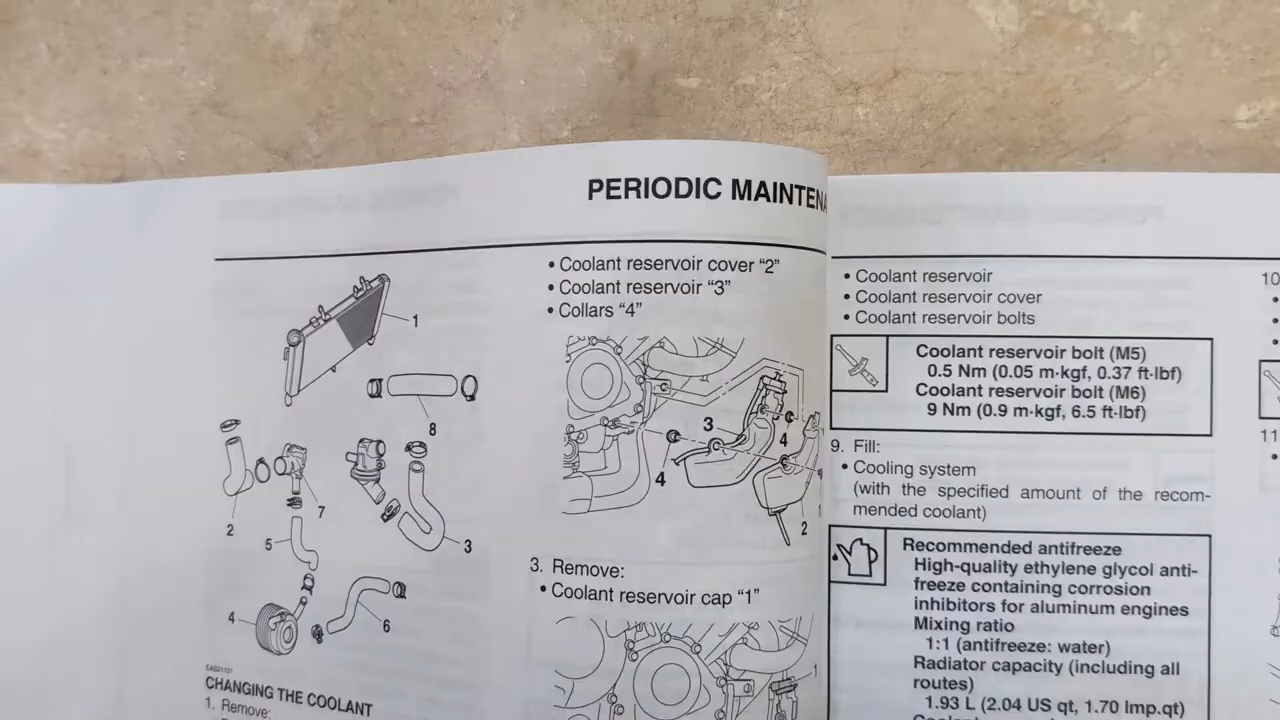 PERIODIC MAINTENA
1
8
2
7
5
3
4
6
EAS21101
CHANGING THE COOLANT
1. Remove:
• Coolant reservoir cover “2”
• Coolant reservoir “3”
• Collars “4”
3
4
4
2
1
3. Remove:
• Coolant reservoir cap “1”
1
• Coolant reservoir
• Coolant reservoir cover
• Coolant reservoir bolts
Coolant reservoir bolt (M5)
0.5 Nm (0.05 m·kgf, 0.37 ft·lbf)
Coolant reservoir bolt (M6)
9 Nm (0.9 m·kgf, 6.5 ft·lbf)
9. Fill:
• Cooling system
(with the specified amount of the recom-
mended coolant)
Recommended antifreeze
High-quality ethylene glycol anti-
freeze containing corrosion
inhibitors for aluminum engines
Mixing ratio
1:1 (antifreeze: water)
Radiator capacity (including all
routes)
1.93 L (2.04 US qt, 1.70 Imp.qt)
10
•
•
•
11
•